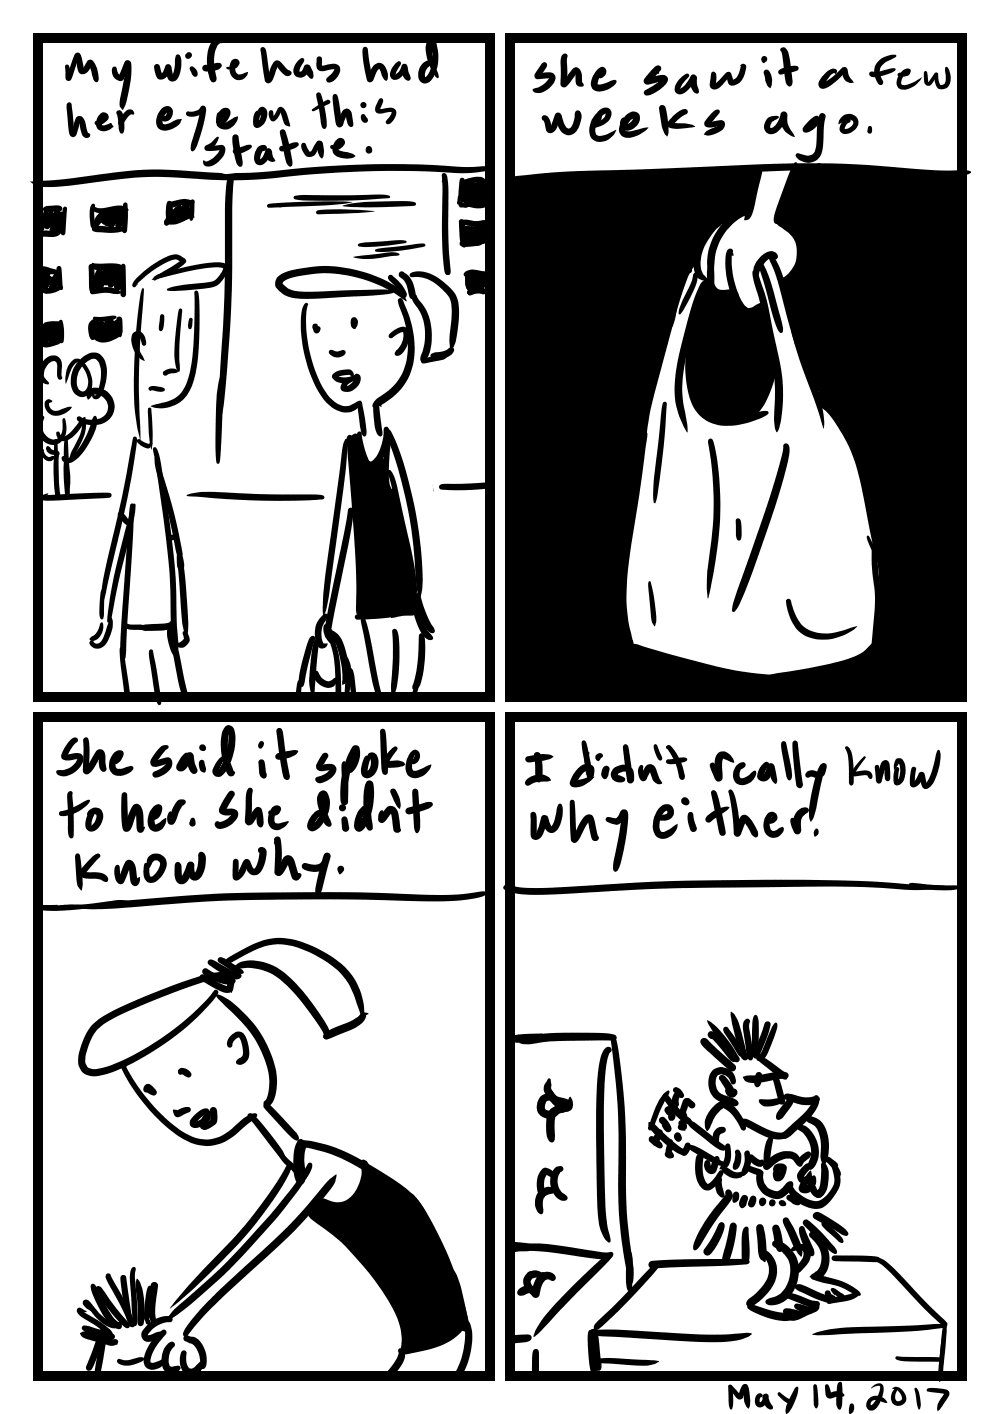 My wife has had
her eye on this
statue.
she saw it a few
weeks ago.
She said it spoke
to her. She didn't
know why.
I didn't really know
why either!
May 14, 2017